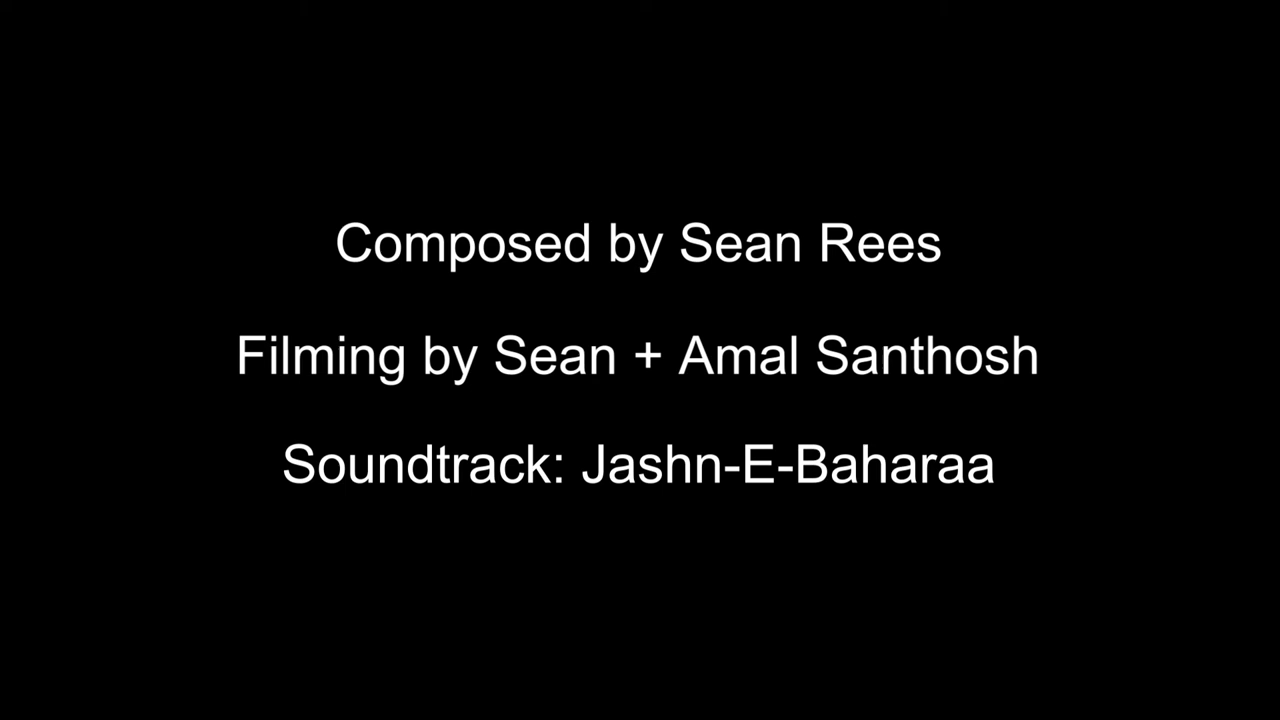 Composed by Sean Rees
Filming by Sean + Amal Santhosh
Soundtrack: Jashn-E-Baharaa